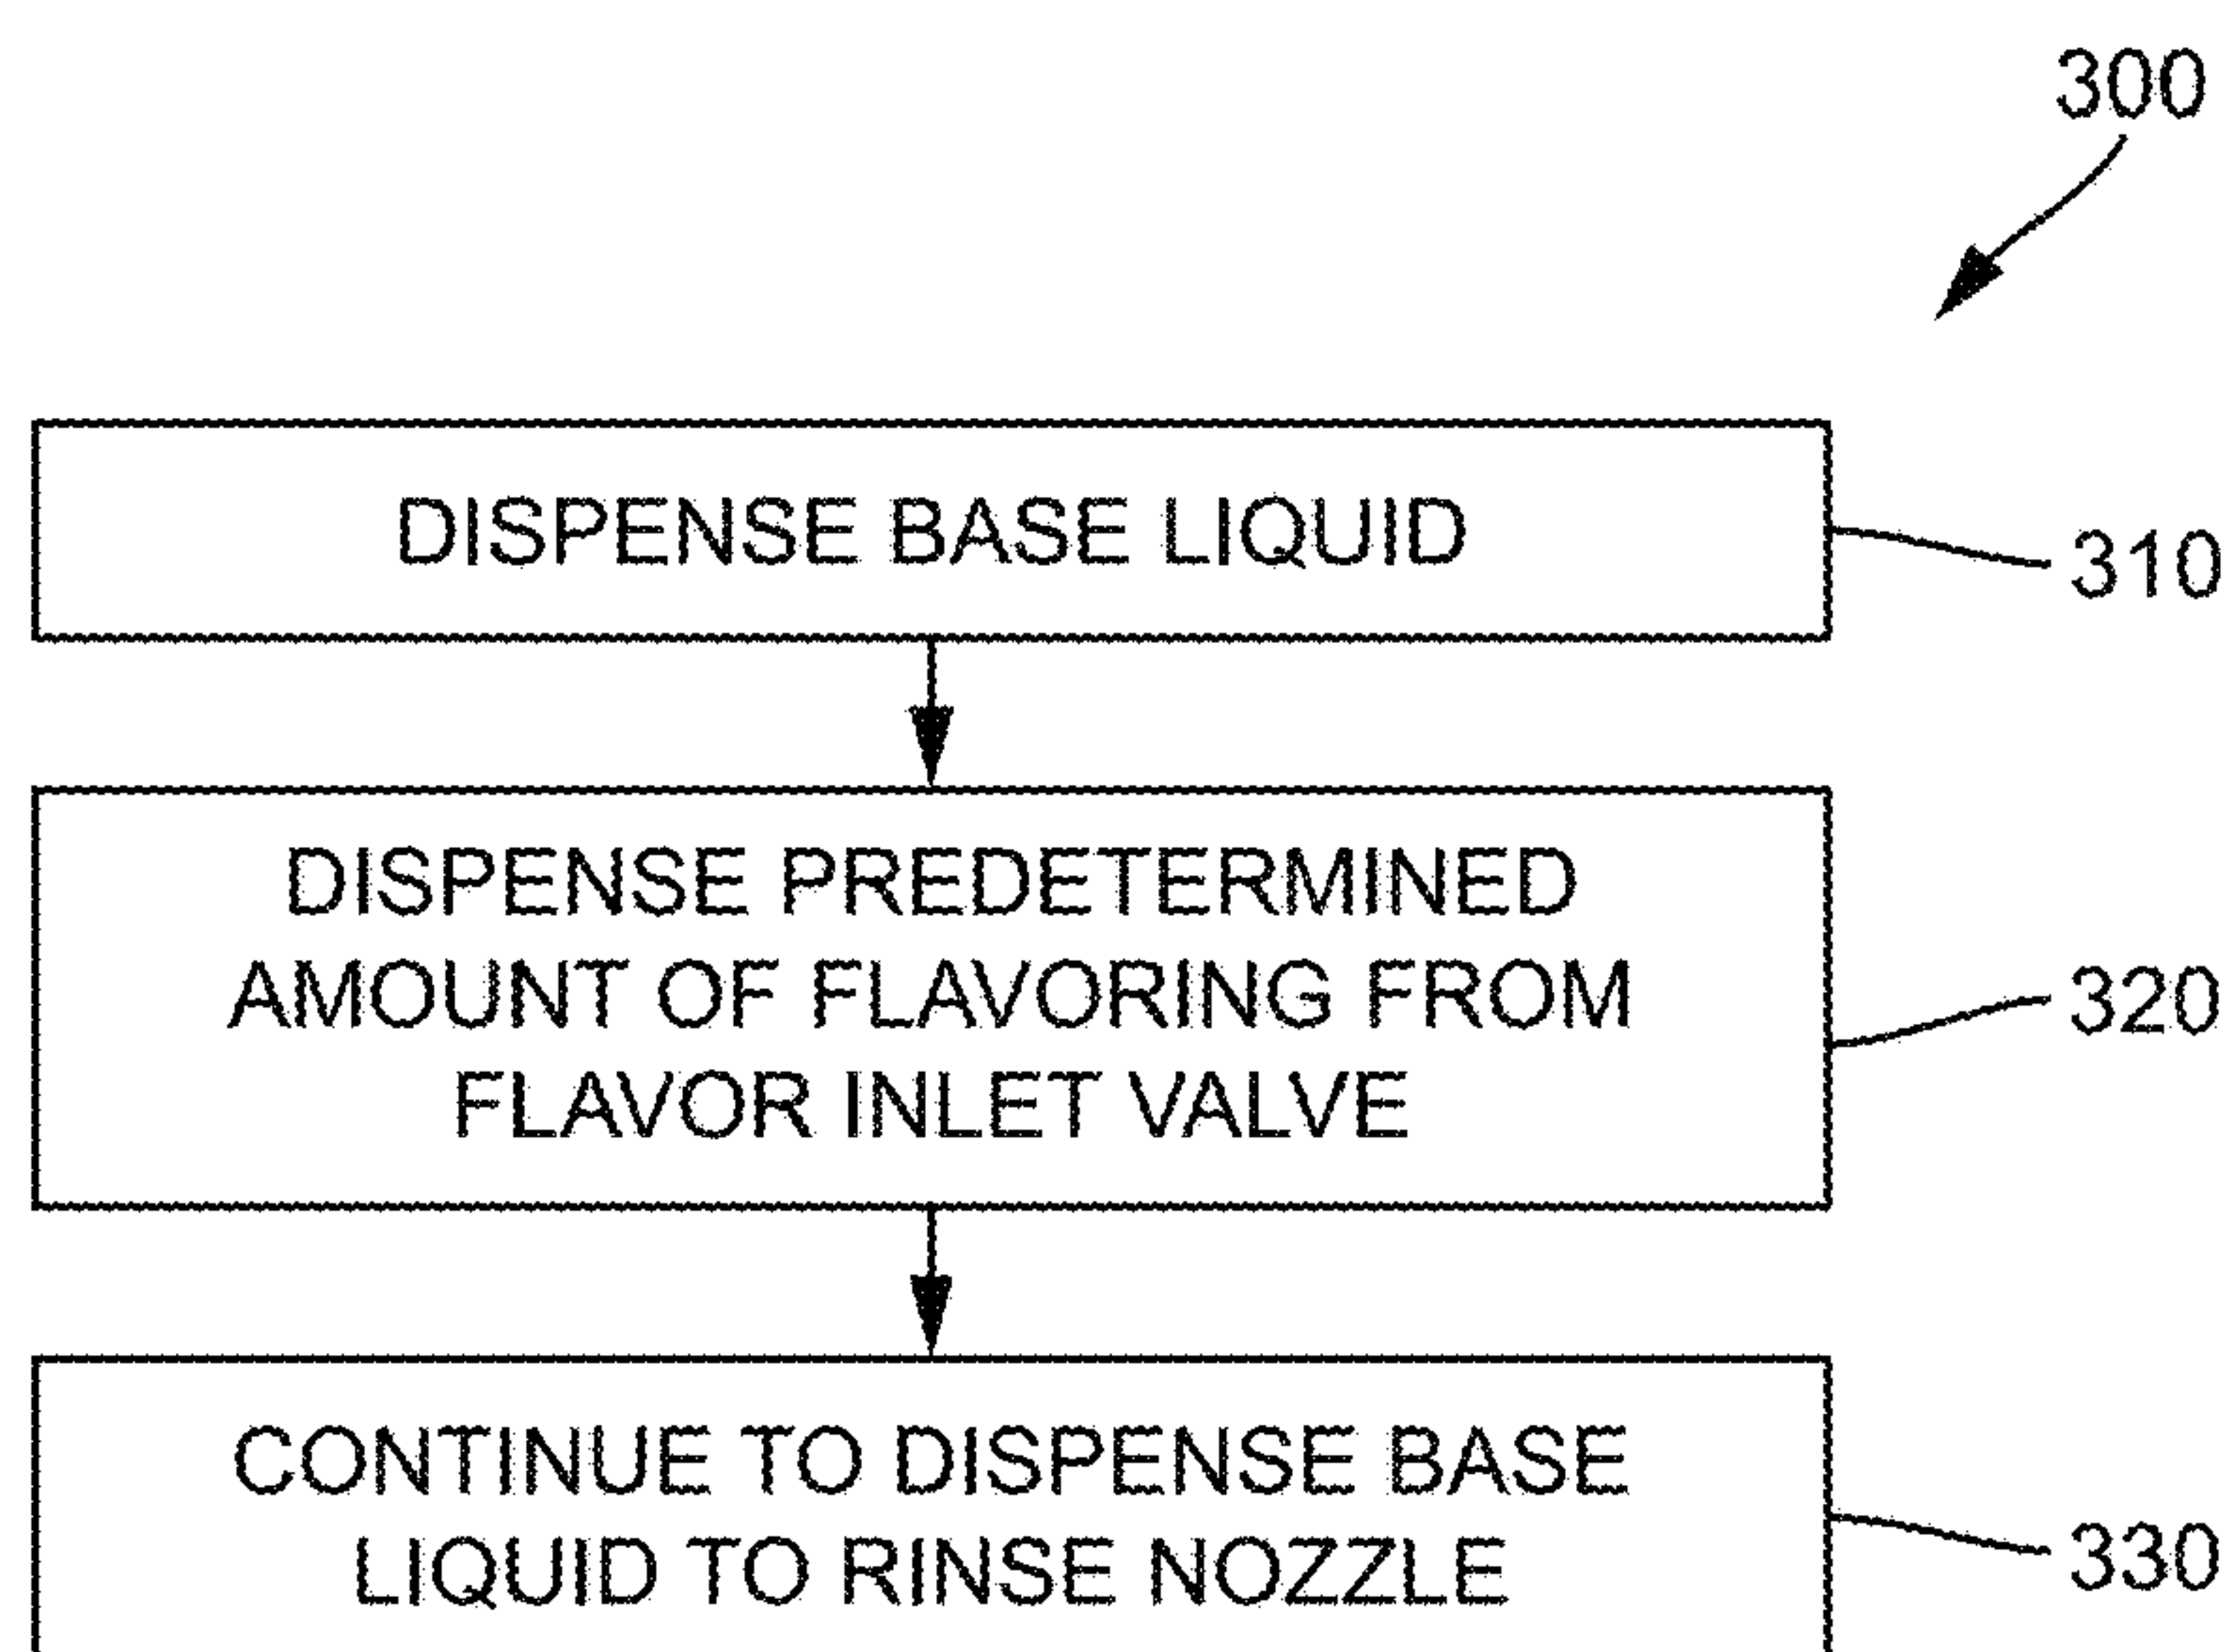 300
DISPENSE BASE LIQUID
310
DISPENSE PREDETERMINED
AMOUNT OF FLAVORING FROM
FLAVOR INLET VALVE
320
CONTINUE TO DISPENSE BASE
LIQUID TO RINSE NOZZLE
330